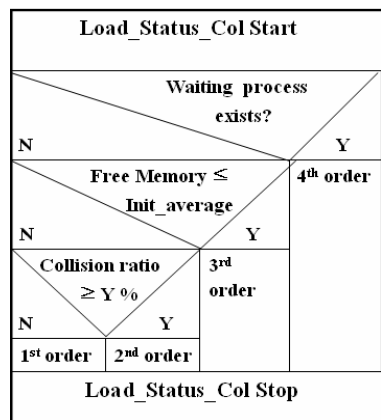 Load_Status_Col Start
Waiting process
exists?
N
Y
Free Memory ≤
Init_average
4th order
N
Y
Collision ratio
≥ Y %
3rd
order
N
Y
1st order
2nd order
Load_Status_Col Stop